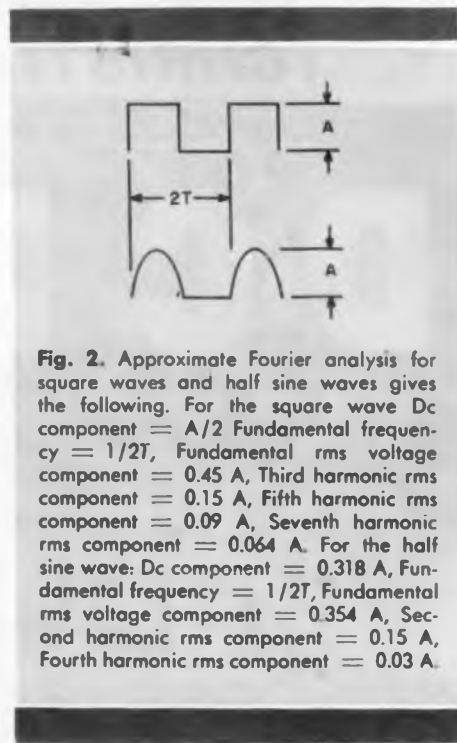 A
2T
A
Fig. 2. Approximate Fourier analysis for
square waves and half sine waves gives
the following. For the square wave Dc
component = A/2 Fundamental frequen-
cy = 1/2T, Fundamental rms voltage
component = 0.45 A, Third harmonic rms
component = 0.15 A, Fifth harmonic rms
component = 0.09 A, Seventh harmonic
rms component = 0.064 A. For the half
sine wave: Dc component = 0.318 A, Fun-
damental frequency = 1/2T, Fundamental
rms voltage component = 0.354 A, Sec-
ond harmonic rms component = 0.15 A,
Fourth harmonic rms component = 0.03 A.